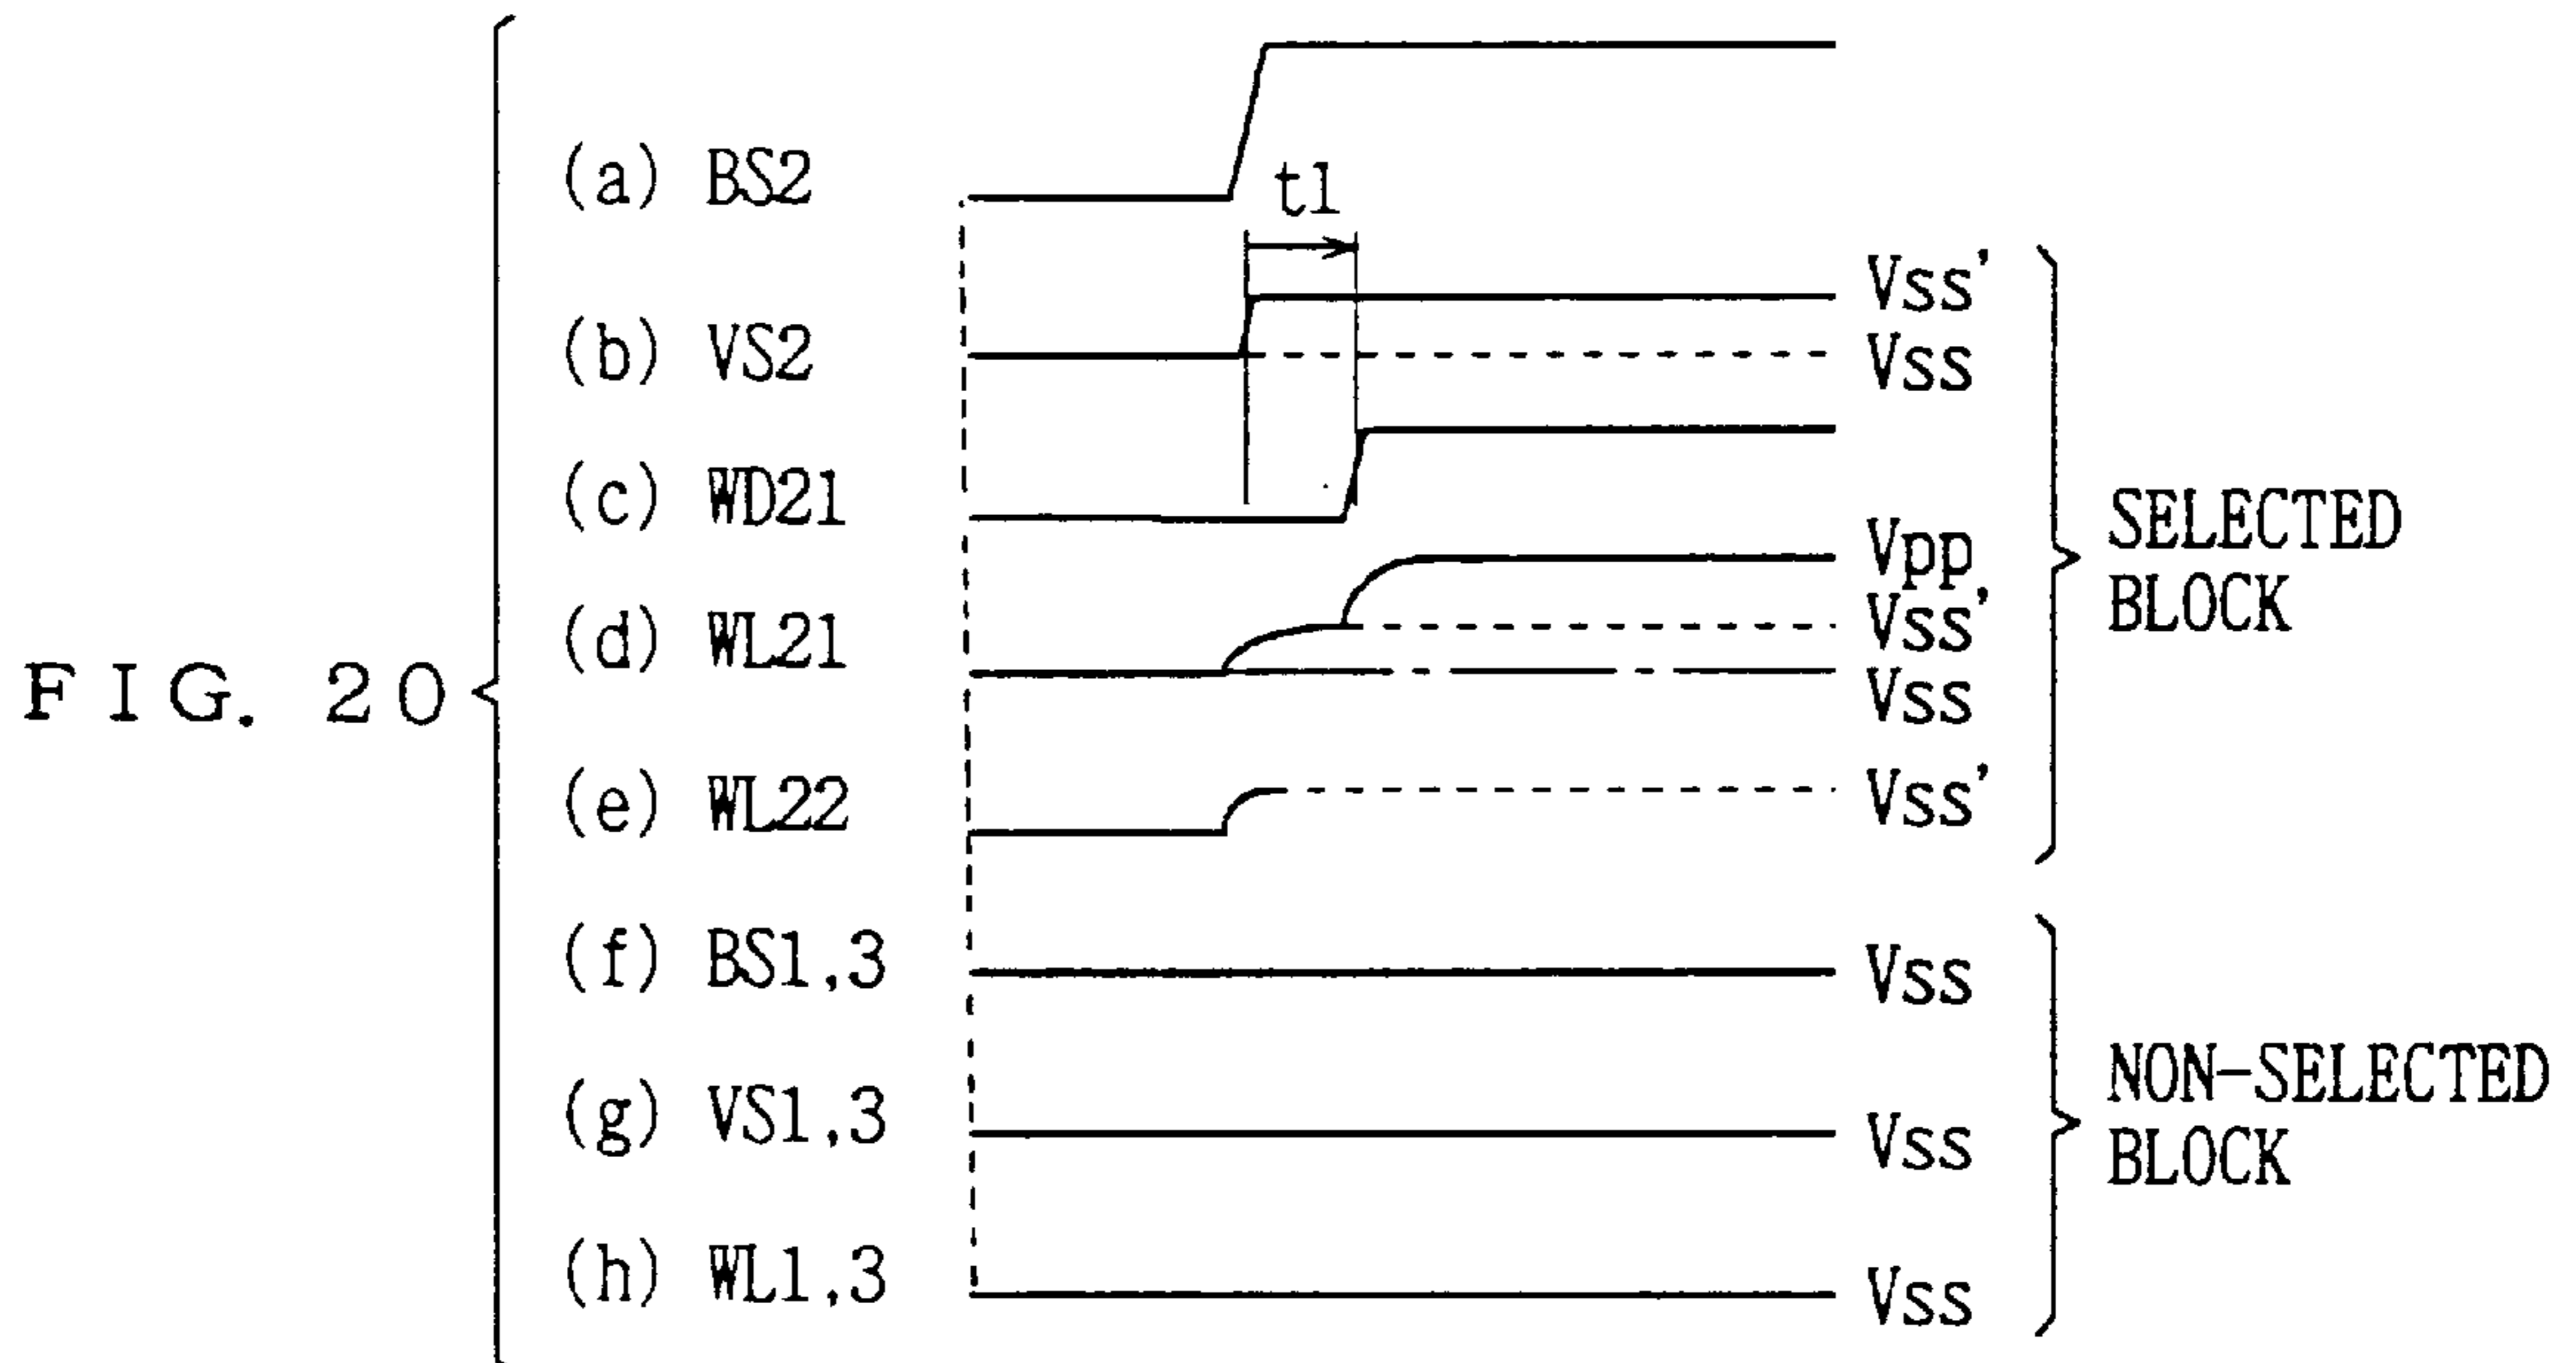 FIG. 20
(a) BS2
t1
(b) VS2
Vss'
Vss
(c) WD21
(d) WL21
Vpp
Vss'
Vss
(e) WL22
Vss'
SELECTED
BLOCK
(f) BS1,3
Vss
(g) VS1,3
Vss
(h) WL1,3
Vss
NON-SELECTED
BLOCK